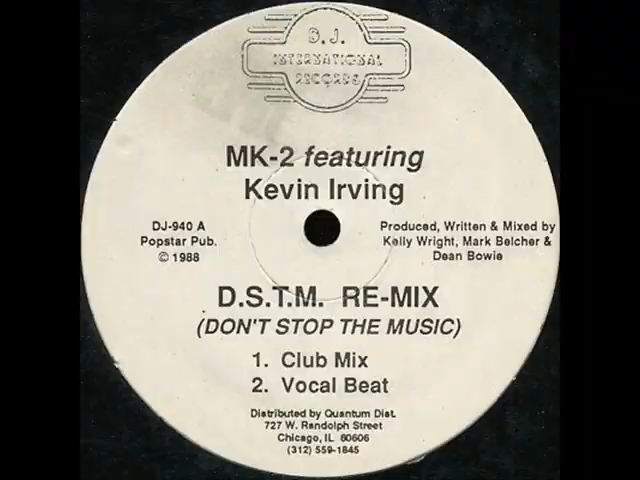 D.J.
INTERNATIONAL
RECORDS
MK-2 featuring
Kevin Irving
DJ-940 A
Popstar Pub.
© 1988
Produced, Written & Mixed by
Kelly Wright, Mark Belcher &
Dean Bowie
D.S.T.M. RE-MIX
(DON'T STOP THE MUSIC)
1. Club Mix
2. Vocal Beat
Distributed by Quantum Dist.
727 W. Randolph Street
Chicago, IL 60606
(312) 559-1845